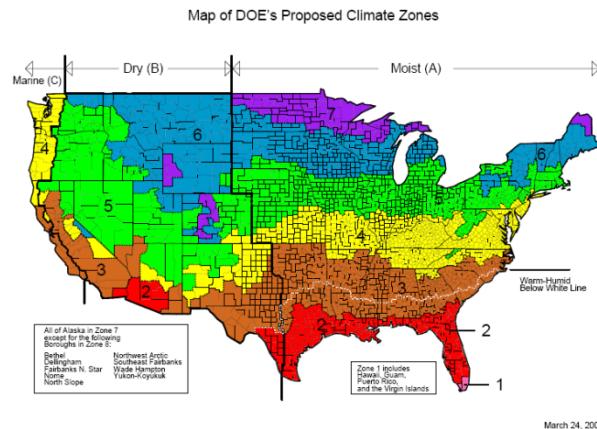 Map of DOE's Proposed Climate Zones
Marine (C)
Dry (B)
Moist (A)
7
6
6
4
5
5
4
3
3
2
2
2
1
Warm-Humid
Below White Line
All of Alaska in Zone 7
except for the following
Boroughs in Zone 8:
Bethel Northwest Arctic
Dellingham Southeast Fairbanks
Fairbanks N. Star Wade Hampton
Nome Yukon-Koyukuk
North Slope
Zone 1 includes
Hawaii, Guam,
Puerto Rico,
and the Virgin Islands
March 24,